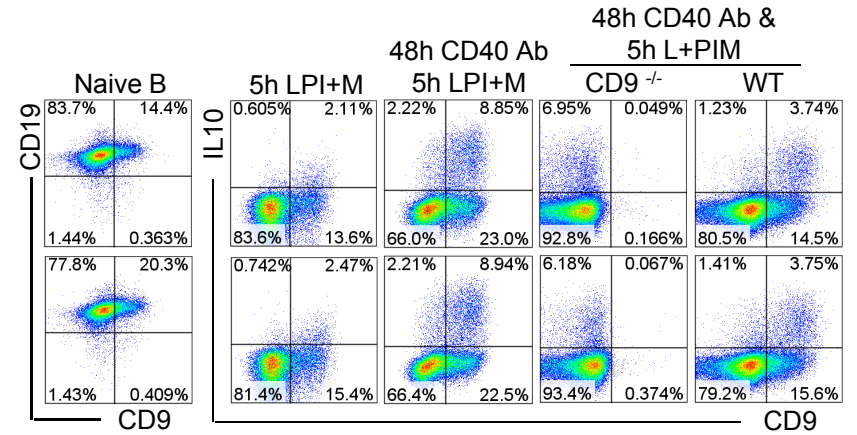 48h CD40 Ab &
48h CD40 Ab 5h L+PIM
Naive B 5h LPI+M 5h LPI+M CD9 -/- WT
CD19 IL10
83.7% 14.4% 0.605% 2.11% 2.22% 8.85% 6.95% 0.049% 1.23% 3.74%
1.44% 0.363% 83.6% 13.6% 66.0% 23.0% 92.8% 0.166% 80.5% 14.5%
77.8% 20.3% 0.742% 2.47% 2.21% 8.94% 6.18% 0.067% 1.41% 3.75%
1.43% 0.409% 81.4% 15.4% 66.4% 22.5% 93.4% 0.374% 79.2% 15.6%
CD9 CD9